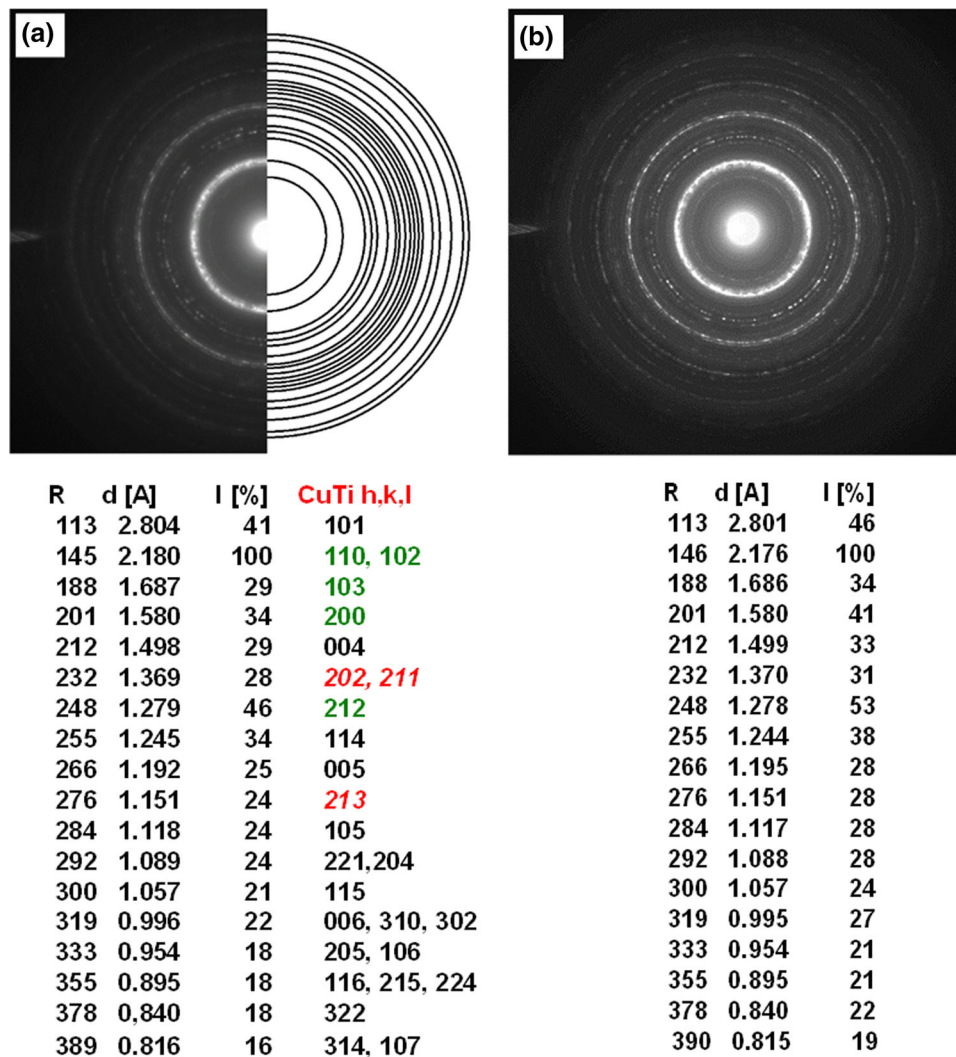 (a)
(b)
R d [A] I [%] CuTi h,k,l
113 2.804 41 101
145 2.180 100 110, 102
188 1.687 29 103
201 1.580 34 200
212 1.498 29 004
232 1.369 28 202, 211
248 1.279 46 212
255 1.245 34 114
266 1.192 25 005
276 1.151 24 213
284 1.118 24 105
292 1.089 24 221,204
300 1.057 21 115
319 0.996 22 006, 310, 302
333 0.954 18 205, 106
355 0.895 18 116, 215, 224
378 0,840 18 322
389 0.816 16 314, 107
R d [A] I [%]
113 2.801 46
146 2.176 100
188 1.686 34
201 1.580 41
212 1.499 33
232 1.370 31
248 1.278 53
255 1.244 38
266 1.195 28
276 1.151 28
284 1.117 28
292 1.088 28
300 1.057 24
319 0.995 27
333 0.954 21
355 0.895 21
378 0.840 22
390 0.815 19